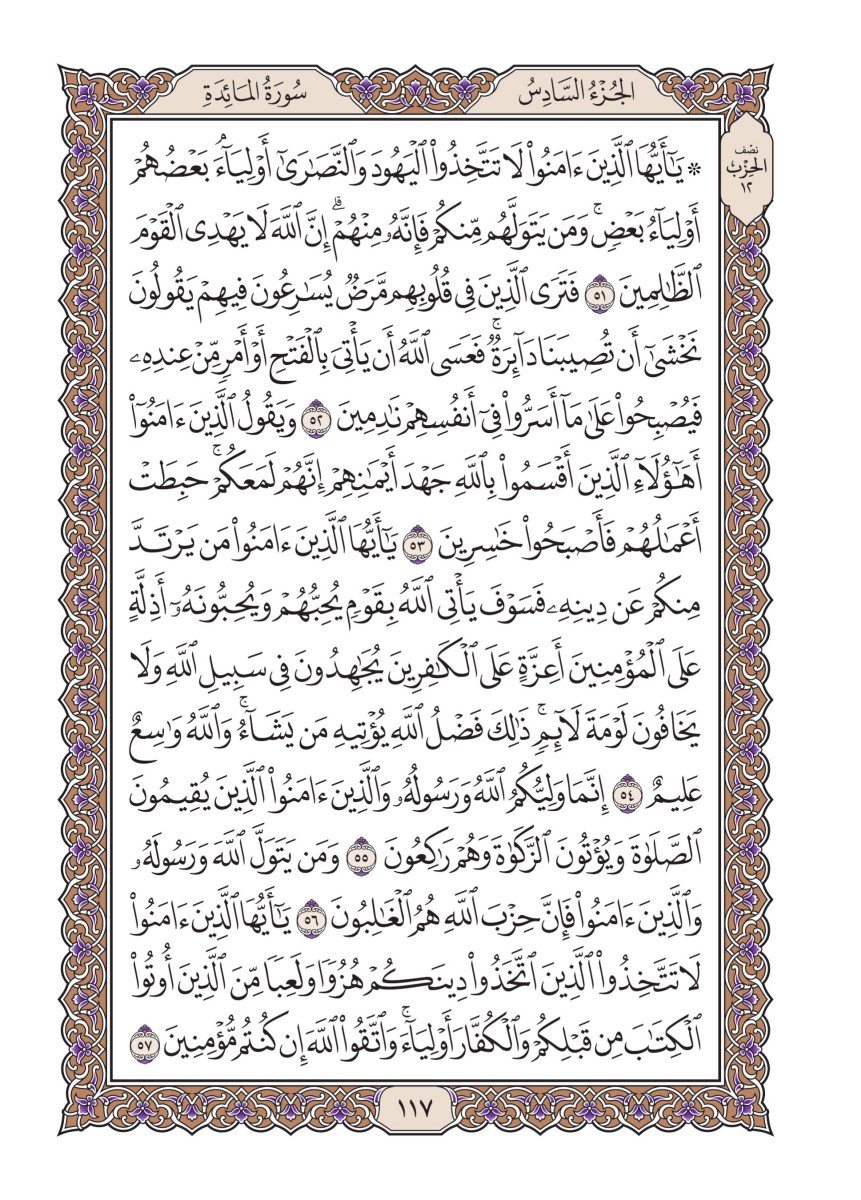 سُورَةُ المَائِدَةِ
الجُزْءُ السَّادِسُ
نصف
الحِزْب
١٢
۞ يَٰٓأَيُّهَا ٱلَّذِينَ ءَامَنُوا۟ لَا تَتَّخِذُوا۟ ٱلْيَهُودَ وَٱلنَّصَٰرَىٰٓ أَوْلِيَآءَۘ بَعْضُهُمْ
أَوْلِيَآءُ بَعْضٍۚ وَمَن يَتَوَلَّهُم مِّنكُمْ فَإِنَّهُۥ مِنْهُمْۗ إِنَّ ٱللَّهَ لَا يَهْدِى ٱلْقَوْمَ
ٱلظَّٰلِمِينَ ٥١ فَتَرَى ٱلَّذِينَ فِى قُلُوبِهِم مَّرَضٌ يُسَٰرِعُونَ فِيهِمْ يَقُولُونَ
نَخْشَىٰٓ أَن تُصِيبَنَا دَآئِرَةٌۚ فَعَسَى ٱللَّهُ أَن يَأْتِىَ بِٱلْفَتْحِ أَوْ أَمْرٍ مِّنْ عِندِهِۦ
فَيُصْبِحُوا۟ عَلَىٰ مَآ أَسَرُّوا۟ فِىٓ أَنفُسِهِمْ نَٰدِمِينَ ٥٢ وَيَقُولُ ٱلَّذِينَ ءَامَنُوٓا۟
أَهَٰٓؤُلَآءِ ٱلَّذِينَ أَقْسَمُوا۟ بِٱللَّهِ جَهْدَ أَيْمَٰنِهِمْ إِنَّهُمْ لَمَعَكُمْۚ حَبِطَتْ
أَعْمَٰلُهُمْ فَأَصْبَحُوا۟ خَٰسِرِينَ ٥٣ يَٰٓأَيُّهَا ٱلَّذِينَ ءَامَنُوا۟ مَن يَرْتَدَّ
مِنكُمْ عَن دِينِهِۦ فَسَوْفَ يَأْتِى ٱللَّهُ بِقَوْمٍ يُحِبُّهُمْ وَيُحِبُّونَهُۥٓ أَذِلَّةٍ
عَلَى ٱلْمُؤْمِنِينَ أَعِزَّةٍ عَلَى ٱلْكَٰفِرِينَ يُجَٰهِدُونَ فِى سَبِيلِ ٱللَّهِ وَلَا
يَخَافُونَ لَوْمَةَ لَآئِمٍۚ ذَٰلِكَ فَضْلُ ٱللَّهِ يُؤْتِيهِ مَن يَشَآءُۚ وَٱللَّهُ وَٰسِعٌ
عَلِيمٌ ٥٤ إِنَّمَا وَلِيُّكُمُ ٱللَّهُ وَرَسُولُهُۥ وَٱلَّذِينَ ءَامَنُوا۟ ٱلَّذِينَ يُقِيمُونَ
ٱلصَّلَوٰةَ وَيُؤْتُونَ ٱلزَّكَوٰةَ وَهُمْ رَٰكِعُونَ ٥٥ وَمَن يَتَوَلَّ ٱللَّهَ وَرَسُولَهُۥ
وَٱلَّذِينَ ءَامَنُوا۟ فَإِنَّ حِزْبَ ٱللَّهِ هُمُ ٱلْغَٰلِبُونَ ٥٦ يَٰٓأَيُّهَا ٱلَّذِينَ ءَامَنُوا۟
لَا تَتَّخِذُوا۟ ٱلَّذِينَ ٱتَّخَذُوا۟ دِينَكُمْ هُزُوًا وَلَعِبًا مِّنَ ٱلَّذِينَ أُوتُوا۟
ٱلْكِتَٰبَ مِن قَبْلِكُمْ وَٱلْكُفَّارَ أَوْلِيَآءَۚ وَٱتَّقُوا۟ ٱللَّهَ إِن كُنتُم مُّؤْمِنِينَ ٥٧
١١٧